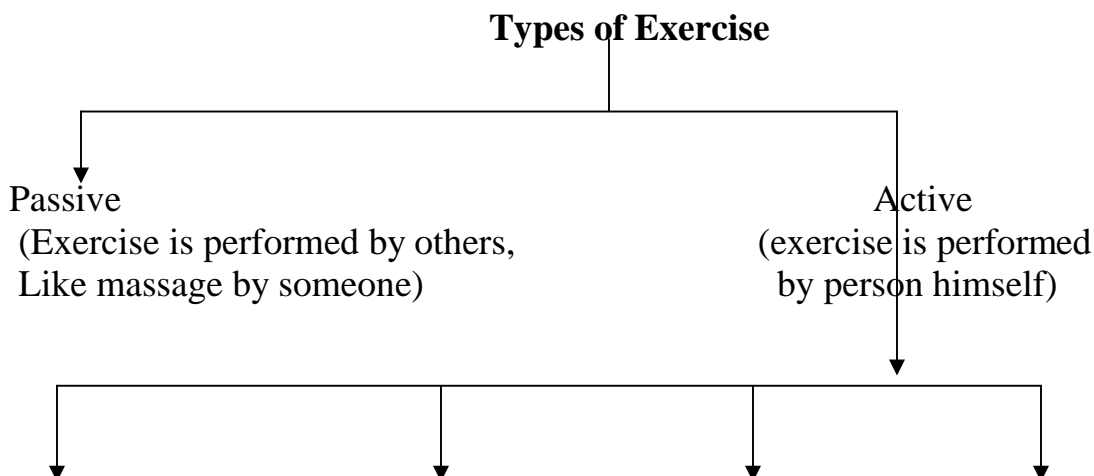 Types of Exercise
Passive
Active
(Exercise is performed by others,
Like massage by someone)
(exercise is performed
by person himself)